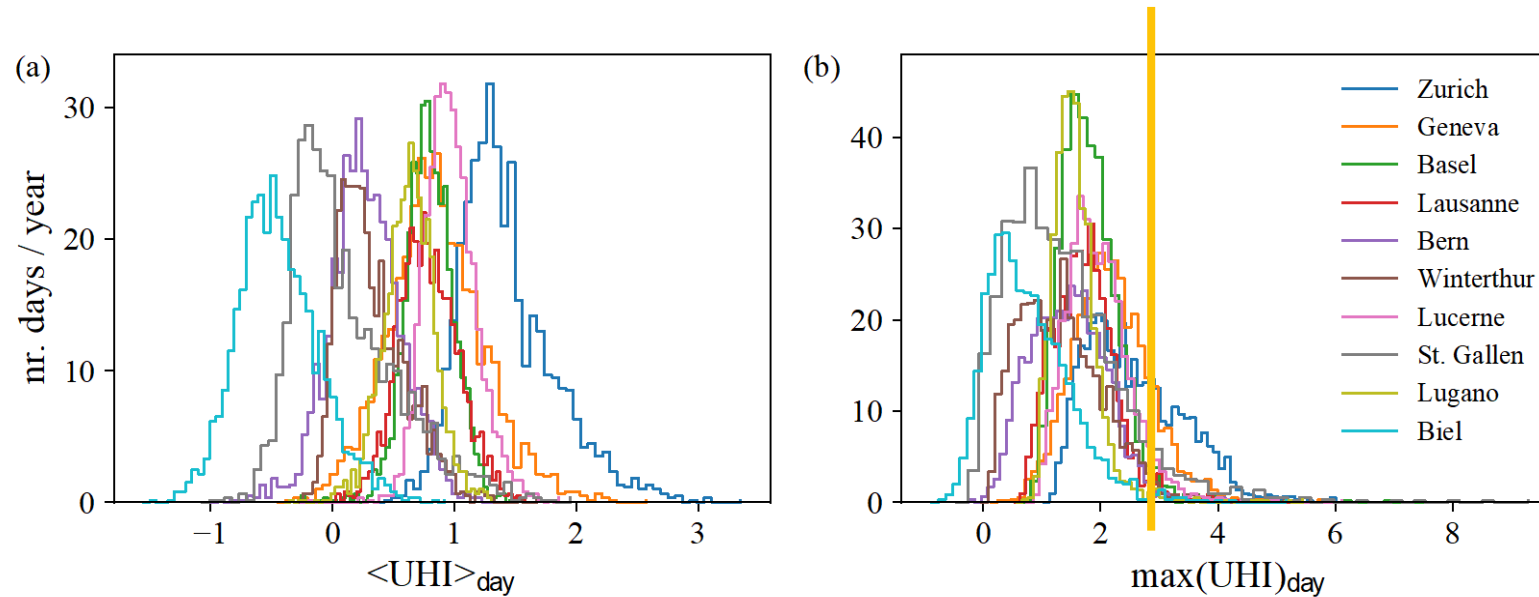 (a)
nr. days / year
30
20
10
0
−1
0
1
2
3
<UHI>day
(b)
40
30
20
10
0
0
2
4
6
8
max(UHI)day
Zurich
Geneva
Basel
Lausanne
Bern
Winterthur
Lucerne
St. Gallen
Lugano
Biel